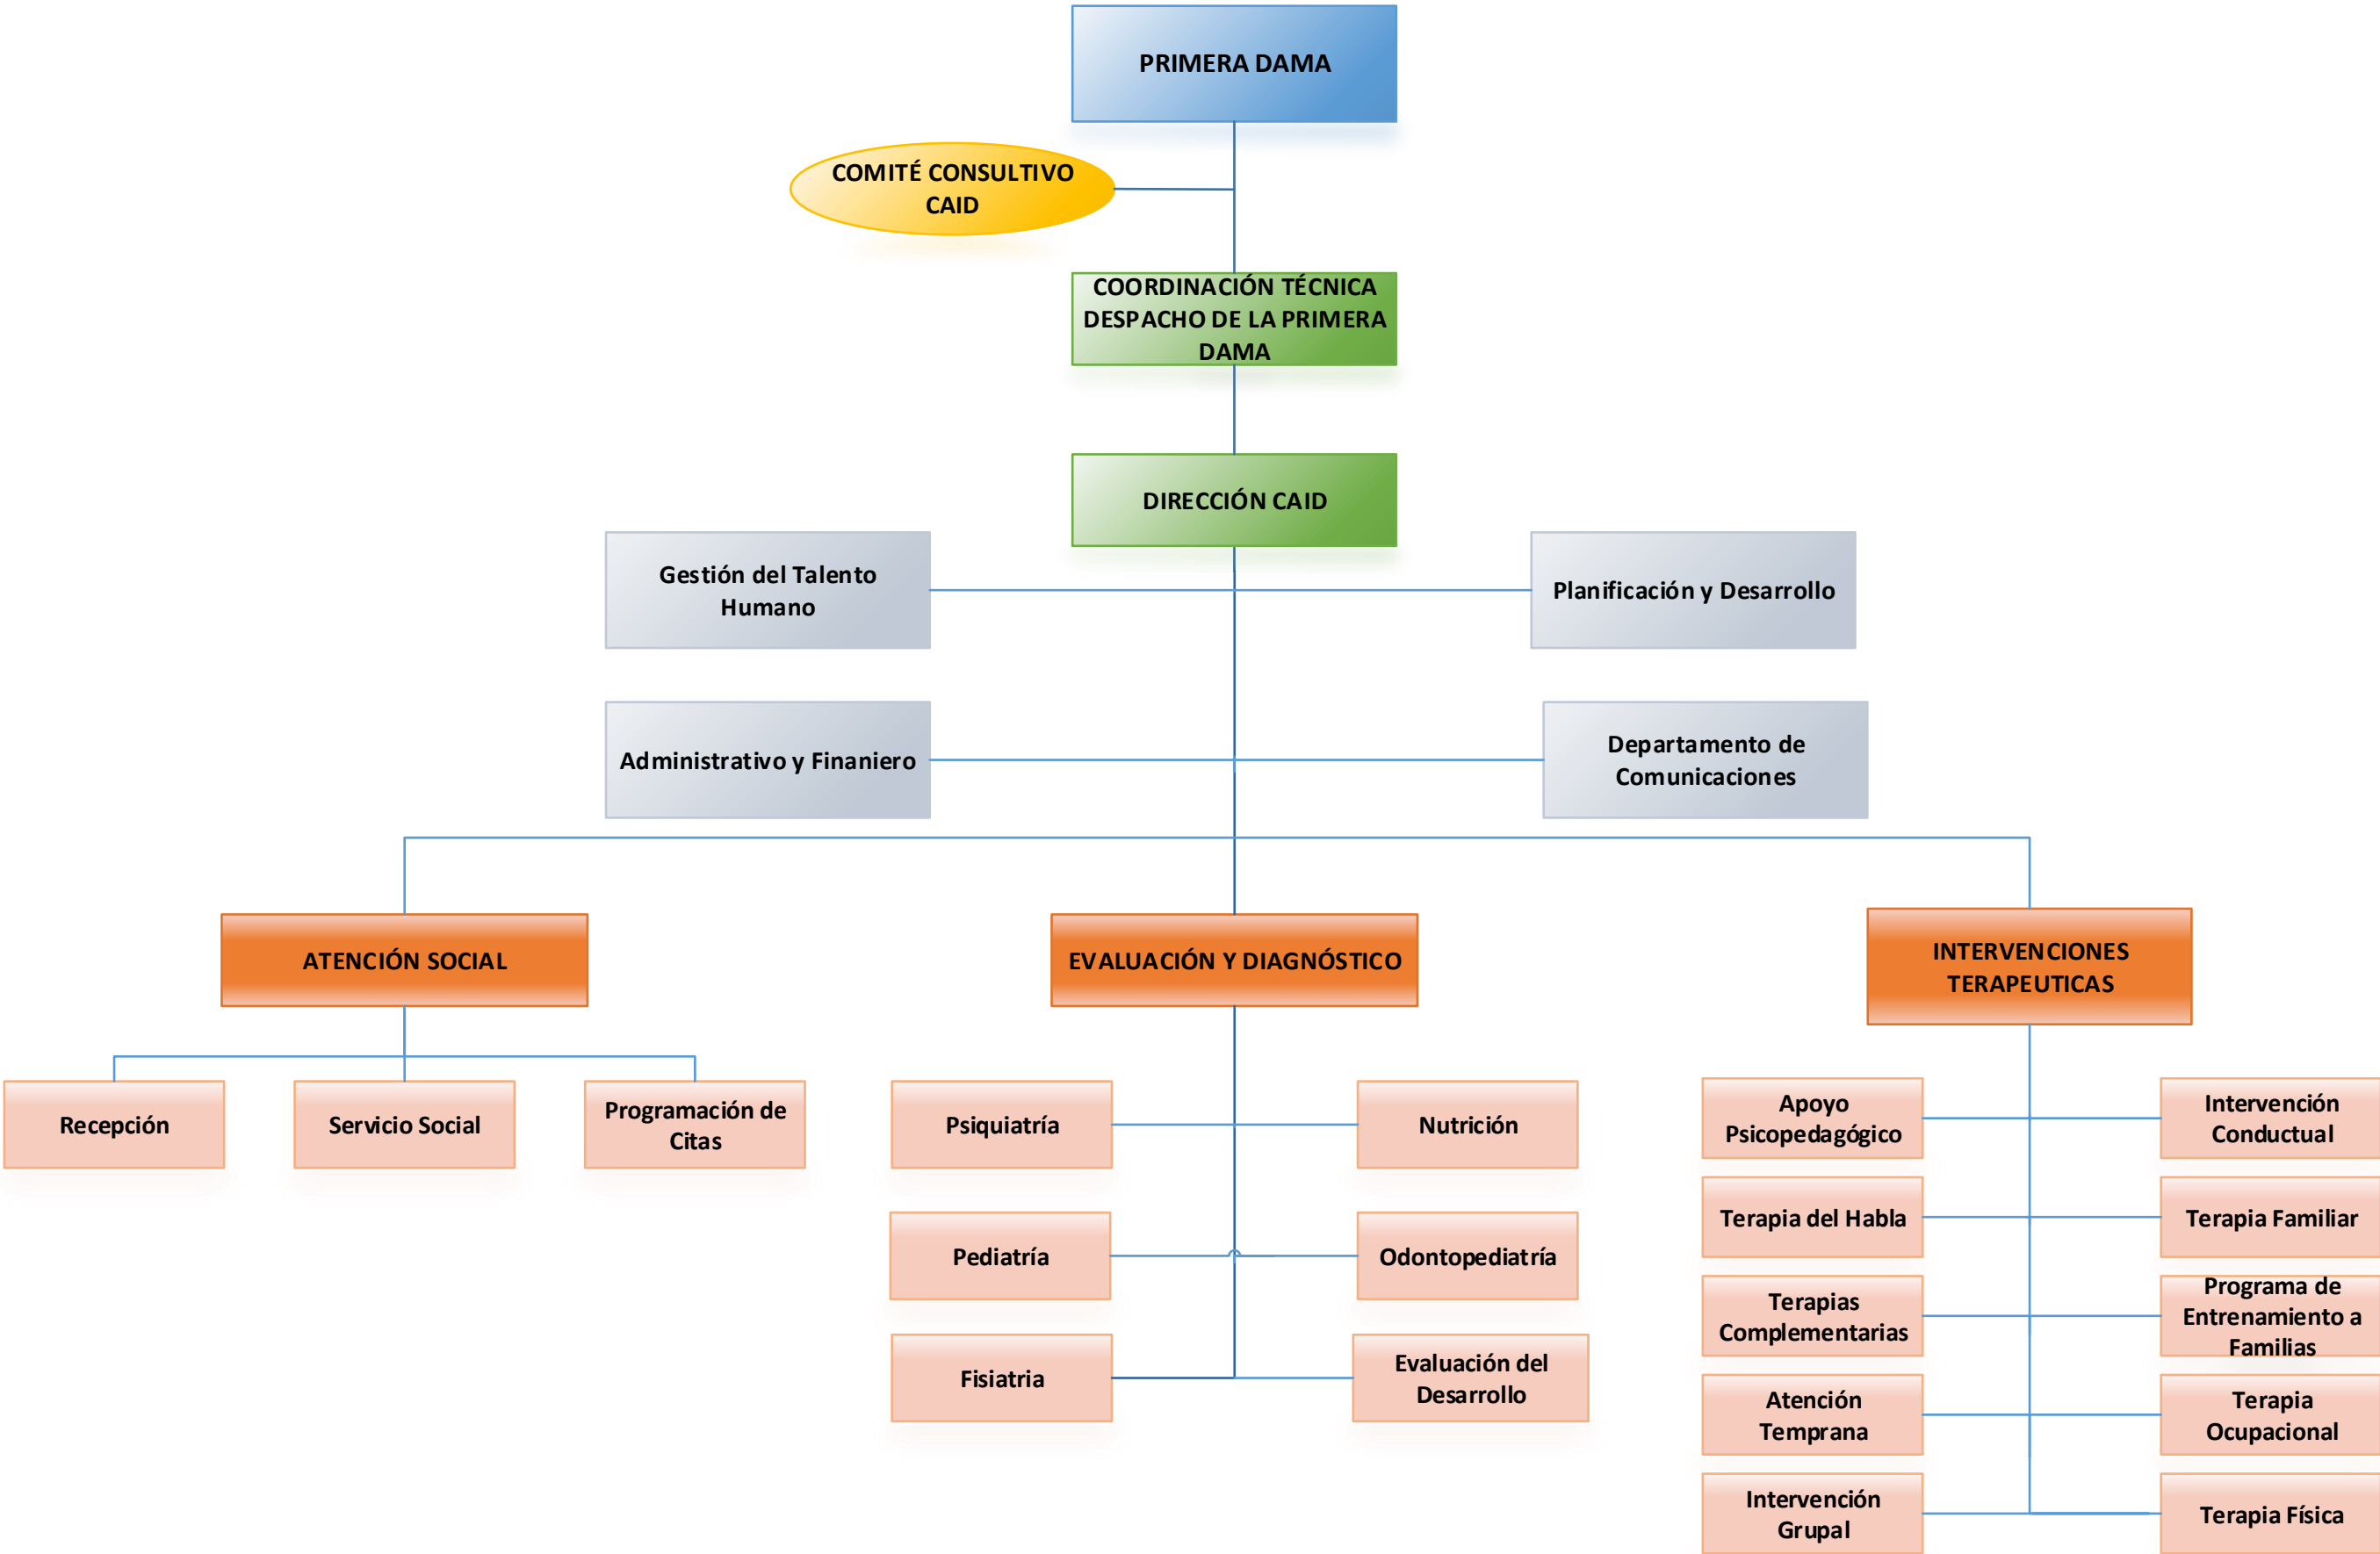 PRIMERA DAMA
COMITÉ CONSULTIVO
CAID
COORDINACIÓN TÉCNICA
DESPACHO DE LA PRIMERA
DAMA
DIRECCIÓN CAID
Gestión del Talento
Humano
Planificación y Desarrollo
Administrativo y Finaniero
Departamento de
Comunicaciones
ATENCIÓN SOCIAL
EVALUACIÓN Y DIAGNÓSTICO
INTERVENCIONES
TERAPEUTICAS
Recepción
Servicio Social
Programación de
Citas
Psiquiatría
Nutrición
Pediatría
Odontopediatría
Fisiatria
Evaluación del
Desarrollo
Apoyo
Psicopedagógico
Intervención
Conductual
Terapia del Habla
Terapia Familiar
Terapias
Complementarias
Programa de
Entrenamiento a
Familias
Atención
Temprana
Terapia
Ocupacional
Intervención
Grupal
Terapia Física